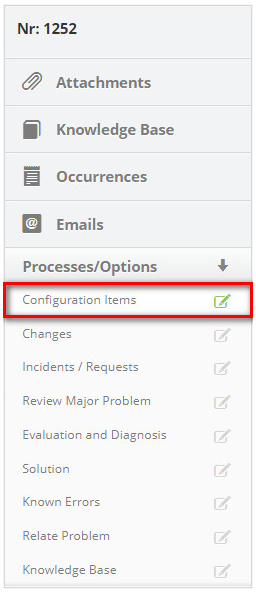 Nr: 1252
Attachments
Knowledge Base
Occurrences
@ Emails
Processes/Options
Configuration Items
Changes
Incidents / Requests
Review Major Problem
Evaluation and Diagnosis
Solution
Known Errors
Relate Problem
Knowledge Base